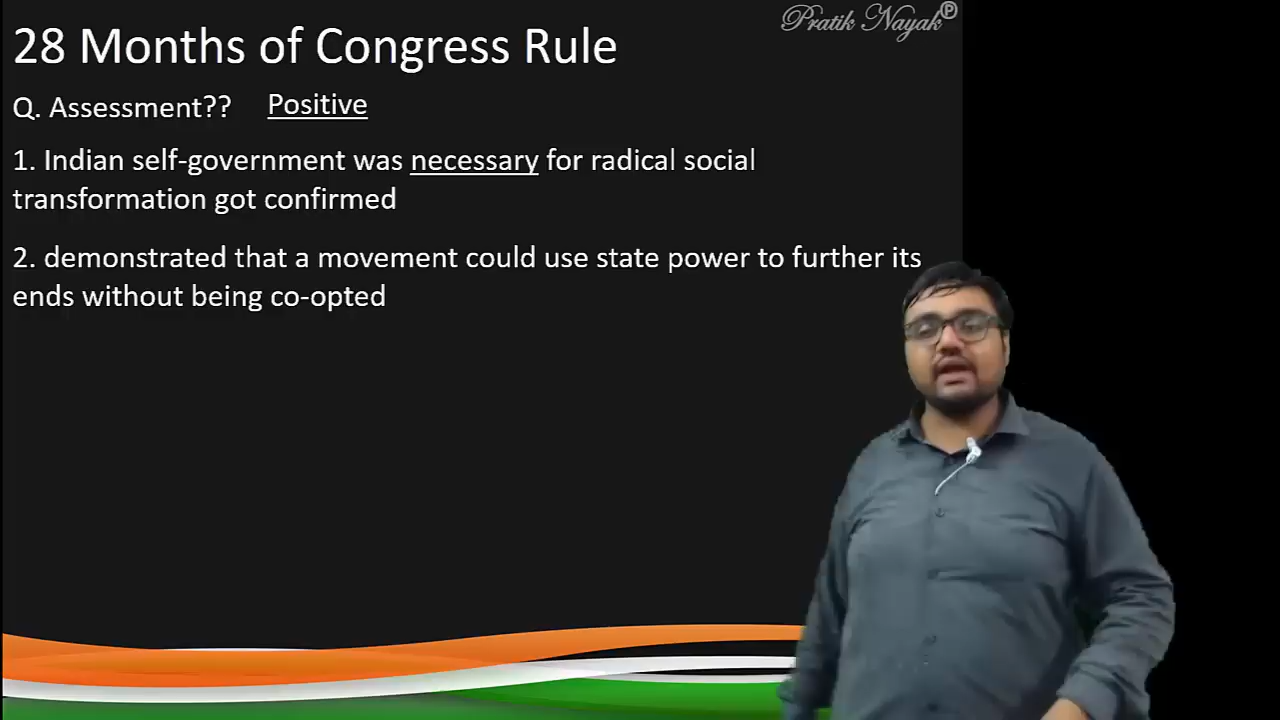 Pratik Nayak®
28 Months of Congress Rule
Q. Assessment?? Positive
1. Indian self-government was necessary for radical social
transformation got confirmed
2. demonstrated that a movement could use state power to further its
ends without being co-opted